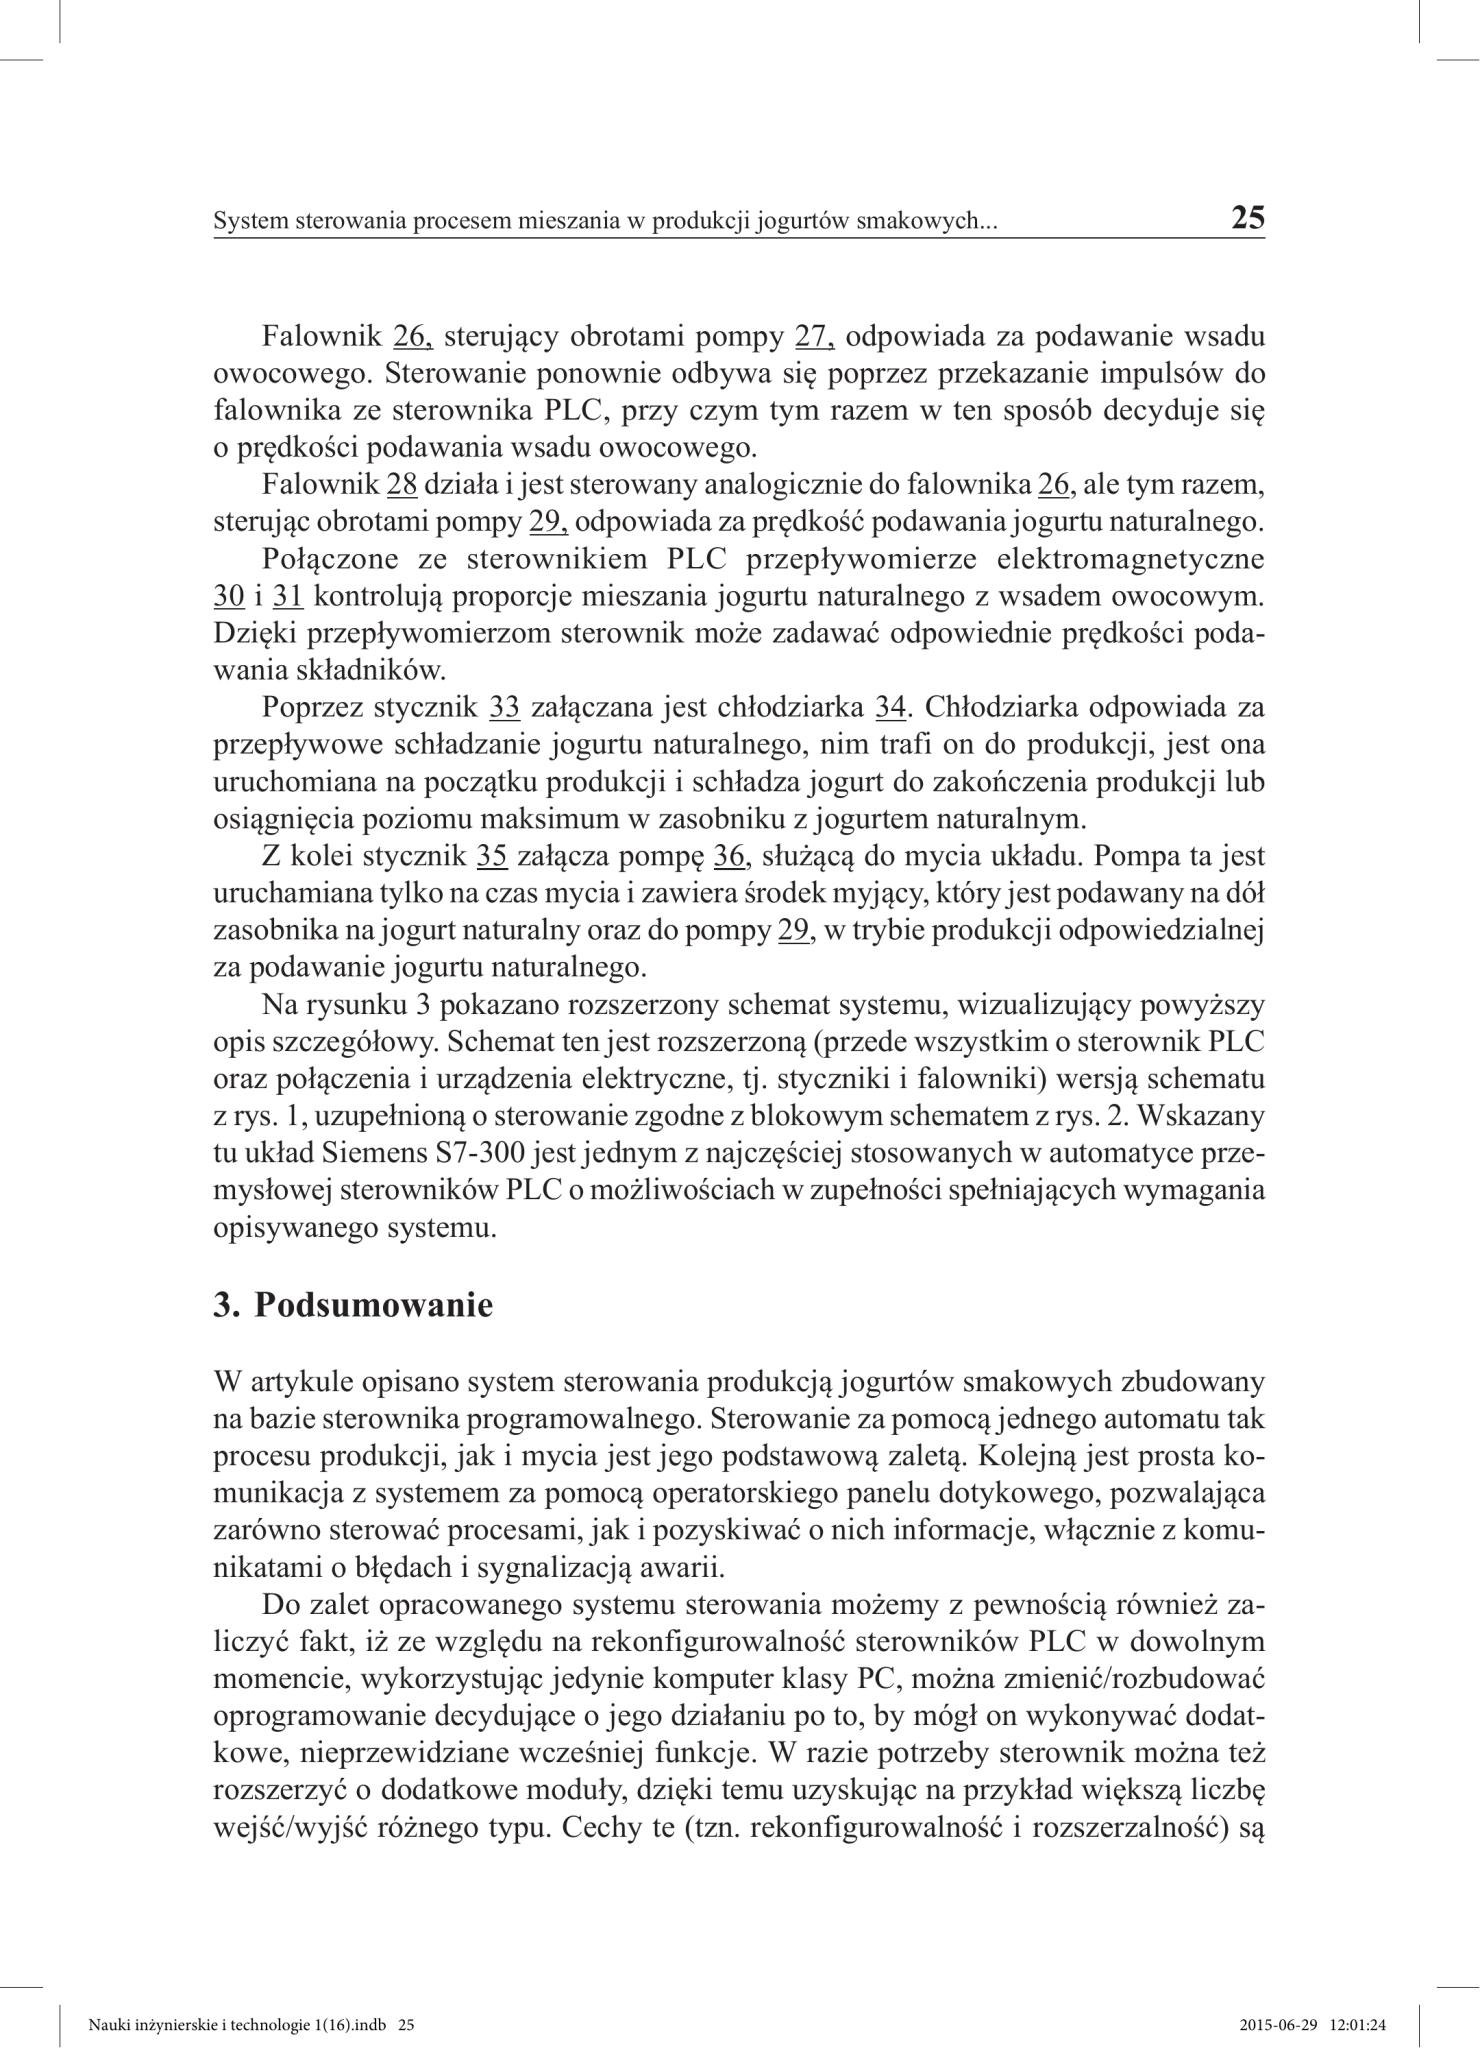 System sterowania procesem mieszania w produkcji jogurtów smakowych... 25
Falownik 26, sterujący obrotami pompy 27, odpowiada za podawanie wsadu
owocowego. Sterowanie ponownie odbywa się poprzez przekazanie impulsów do
falownika ze sterownika PLC, przy czym tym razem w ten sposób decyduje się
o prędkości podawania wsadu owocowego.
Falownik 28 działa i jest sterowany analogicznie do falownika 26, ale tym razem,
sterując obrotami pompy 29, odpowiada za prędkość podawania jogurtu naturalnego.
Połączone ze sterownikiem PLC przepływomierze elektromagnetyczne
30 i 31 kontrolują proporcje mieszania jogurtu naturalnego z wsadem owocowym.
Dzięki przepływomierzom sterownik może zadawać odpowiednie prędkości poda-
wania składników.
Poprzez stycznik 33 załączana jest chłodziarka 34. Chłodziarka odpowiada za
przepływowe schładzanie jogurtu naturalnego, nim trafi on do produkcji, jest ona
uruchomiana na początku produkcji i schładza jogurt do zakończenia produkcji lub
osiągnięcia poziomu maksimum w zasobniku z jogurtem naturalnym.
Z kolei stycznik 35 załącza pompę 36, służącą do mycia układu. Pompa ta jest
uruchamiana tylko na czas mycia i zawiera środek myjący, który jest podawany na dół
zasobnika na jogurt naturalny oraz do pompy 29, w trybie produkcji odpowiedzialnej
za podawanie jogurtu naturalnego.
Na rysunku 3 pokazano rozszerzony schemat systemu, wizualizujący powyższy
opis szczegółowy. Schemat ten jest rozszerzoną (przede wszystkim o sterownik PLC
oraz połączenia i urządzenia elektryczne, tj. styczniki i falowniki) wersją schematu
z rys. 1, uzupełnioną o sterowanie zgodne z blokowym schematem z rys. 2. Wskazany
tu układ Siemens S7-300 jest jednym z najczęściej stosowanych w automatyce prze-
mysłowej sterowników PLC o możliwościach w zupełności spełniających wymagania
opisywanego systemu.
3. Podsumowanie
W artykule opisano system sterowania produkcją jogurtów smakowych zbudowany
na bazie sterownika programowalnego. Sterowanie za pomocą jednego automatu tak
procesu produkcji, jak i mycia jest jego podstawową zaletą. Kolejną jest prosta ko-
munikacja z systemem za pomocą operatorskiego panelu dotykowego, pozwalająca
zarówno sterować procesami, jak i pozyskiwać o nich informacje, włącznie z komu-
nikatami o błędach i sygnalizacją awarii.
Do zalet opracowanego systemu sterowania możemy z pewnością również za-
liczyć fakt, iż ze względu na rekonfigurowalność sterowników PLC w dowolnym
momencie, wykorzystując jedynie komputer klasy PC, można zmienić/rozbudować
oprogramowanie decydujące o jego działaniu po to, by mógł on wykonywać dodat-
kowe, nieprzewidziane wcześniej funkcje. W razie potrzeby sterownik można też
rozszerzyć o dodatkowe moduły, dzięki temu uzyskując na przykład większą liczbę
wejść/wyjść różnego typu. Cechy te (tzn. rekonfigurowalność i rozszerzalność) są
Nauki inżynierskie i technologie 1(16).indb 25 2015-06-29 12:01:24